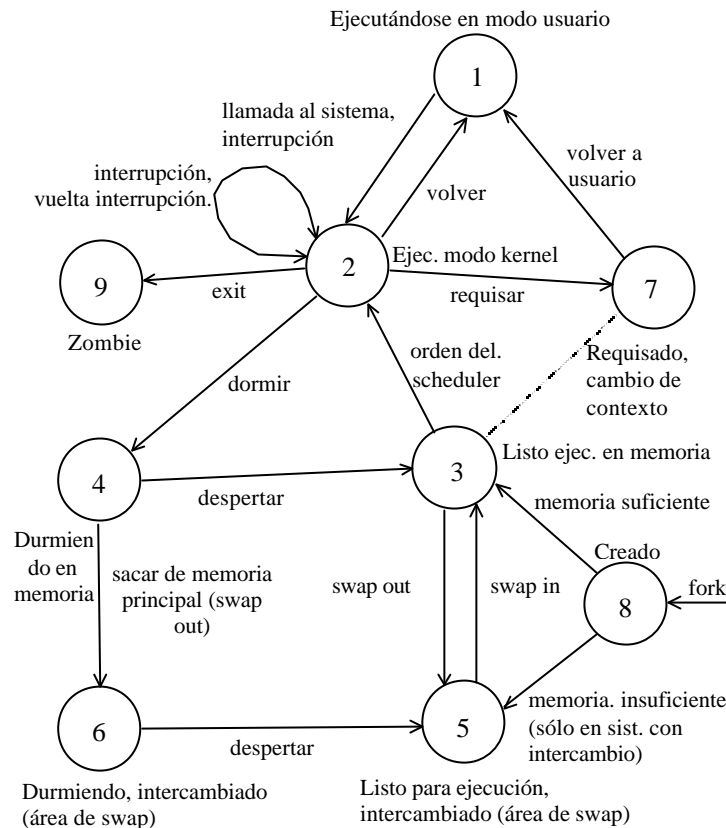 Ejecutándose en modo usuario
1
llamada al sistema,
interrupción
interrupción,
vuelta interrupción.
volver
volver a
usuario
2
Ejec. modo kernel
7
9
exit
requisar
Zombie
orden del.
scheduler
Requisado,
cambio de
contexto
dormir
Listo ejec. en memoria
4
despertar
3
memoria suficiente
Durmien
do en
memoria
sacar de memoria
principal (swap
out)
swap out
swap in
Creado
8
fork
6
despertar
5
memoria. insuficiente
(sólo en sist. con
intercambio)
Durmiendo, intercambiado
(área de swap)
Listo para ejecución,
intercambiado (área de swap)